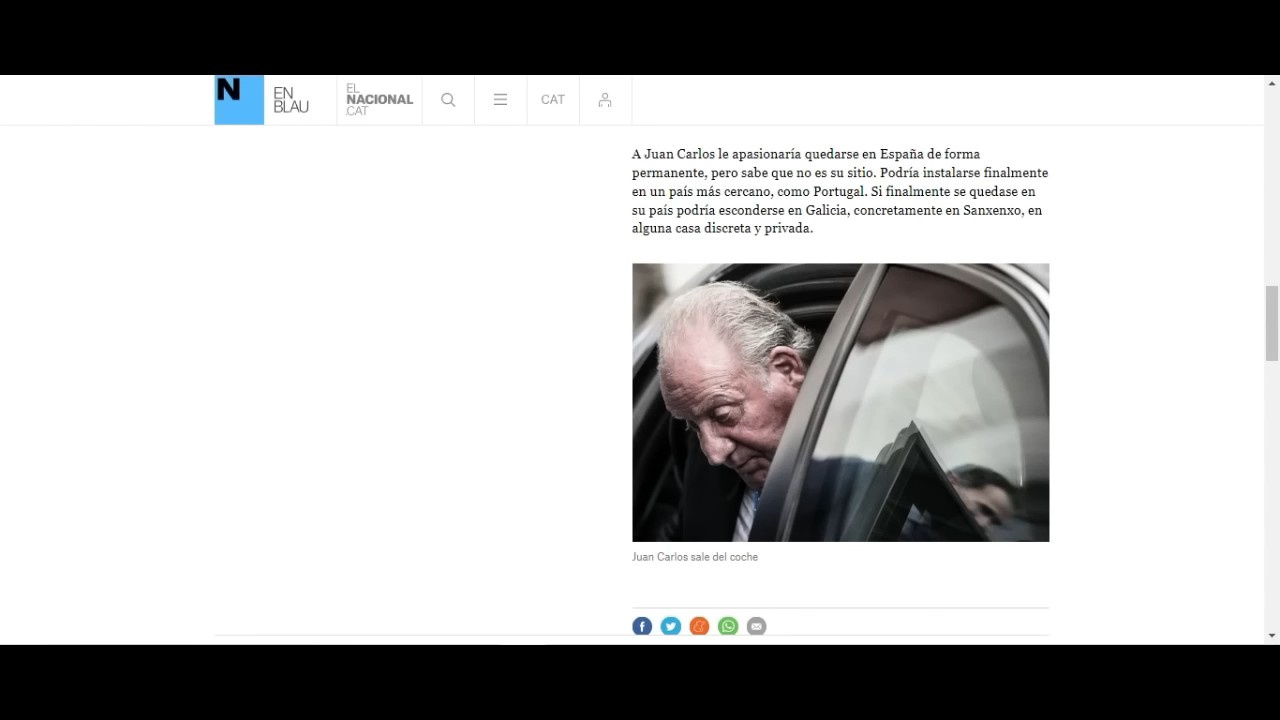 N
EN
BLAU
EL
NACIONAL
.CAT
CAT
A Juan Carlos le apasionaría quedarse en España de forma
permanente, pero sabe que no es su sitio. Podría instalarse finalmente
en un país más cercano, como Portugal. Si finalmente se quedase en
su país podría esconderse en Galicia, concretamente en Sanxenxo, en
alguna casa discreta y privada.
Juan Carlos sale del coche